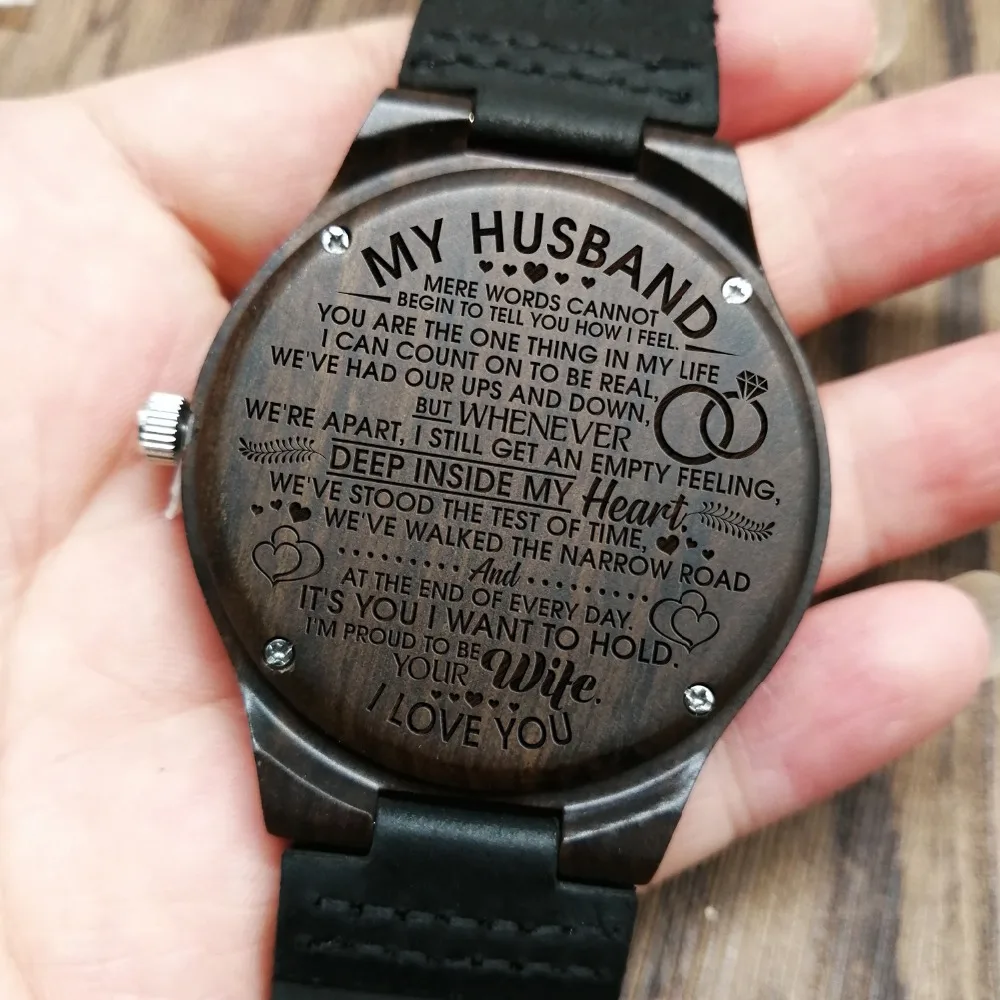 MY HUSBAND
MERE WORDS CANNOT
BEGIN TO TELL YOU HOW I FEEL.
YOU ARE THE ONE THING IN MY LIFE
I CAN COUNT ON TO BE REAL,
WE'VE HAD OUR UPS AND DOWN,
BUT WHENEVER
WE'RE APART, I STILL GET AN EMPTY FEELING,
DEEP INSIDE MY Heart.
WE'VE STOOD THE TEST OF TIME,
WE'VE WALKED THE NARROW ROAD
And
AT THE END OF EVERY DAY.
IT'S YOU I WANT TO HOLD.
I'M PROUD TO BE
YOUR Wife.
I LOVE YOU